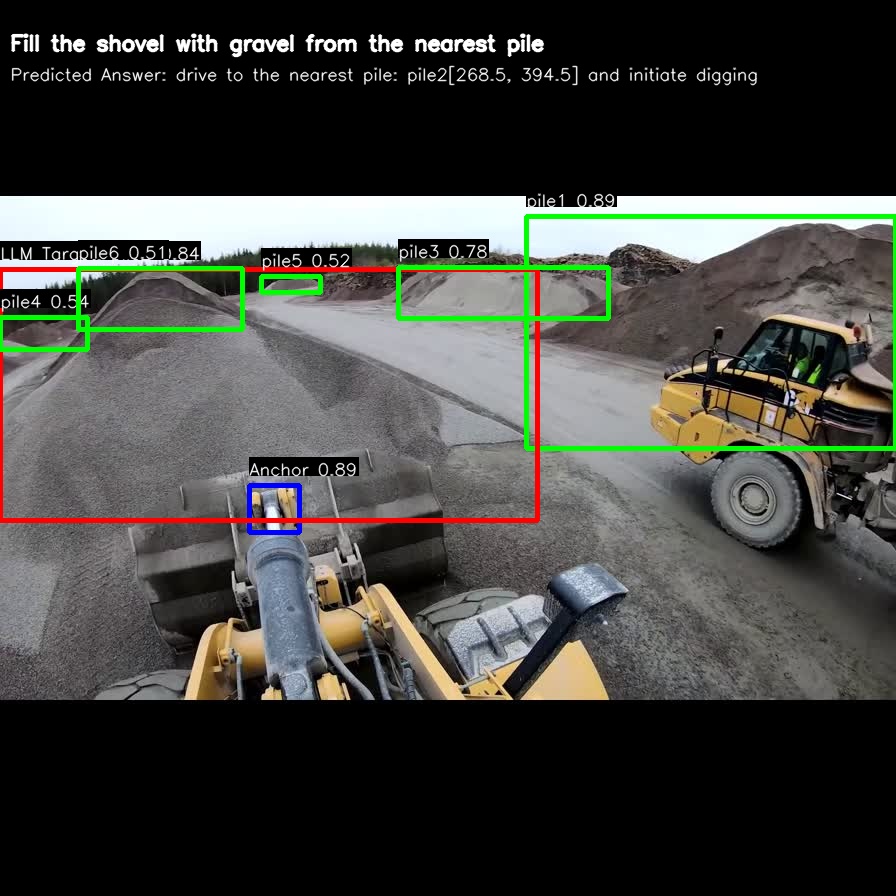 Fill the shovel with gravel from the nearest pile
Predicted Answer: drive to the nearest pile: pile2[268.5, 394.5] and initiate digging
pile1 0.89
LLM Targ
pile6 0.51
).84
pile5 0.52
pile3 0.78
pile4 0.54
Anchor 0.89